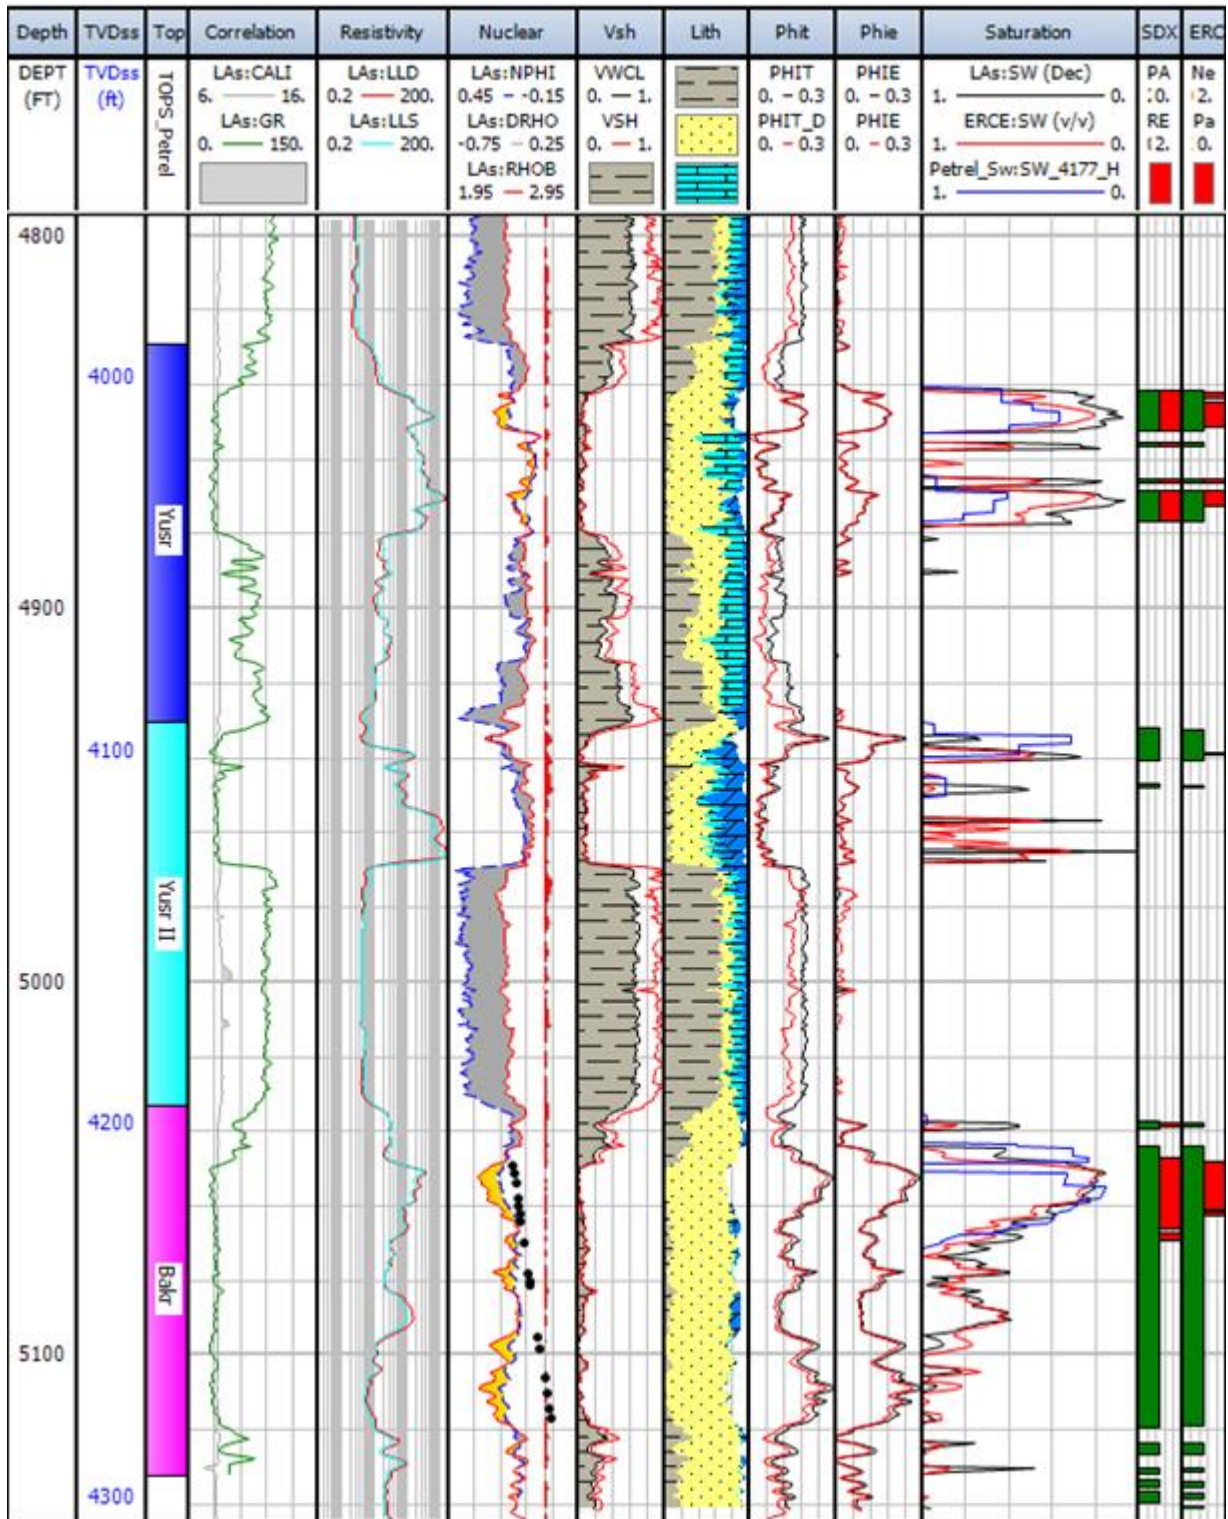 Depth TVDss Top Correlation Resistivity Nuclear Vsh Lith Phit Phie Saturation SDX ERC
DEPT TVDss TOPS_Petrel LAs:CALI LAs:LLD LAs:NPHI VWCL PHIT PHIE LAs:SW (Dec) PA Ne
(FT) (ft) 6. 16. 0.2 200. 0.45 -0.15 0. 1. 0. 0.3 0. 0.3 1. 0. 0. 2.
LAs:GR LAs:LLS LAs:DRHO VSH PHIT_D PHIE ERCE:SW (v/v) RE Pa
0. 150. 0.2 200. -0.75 0.25 0. 1. 0. 0.3 0. 0.3 1. 0. 2. 0.
LAs:RHOB Petrel_Sw:SW_4177_H
1.95 2.95 1. 0.
4800
4000
Yusr
4900
4100
Yusr II
5000
4200
Bakr
5100
4300